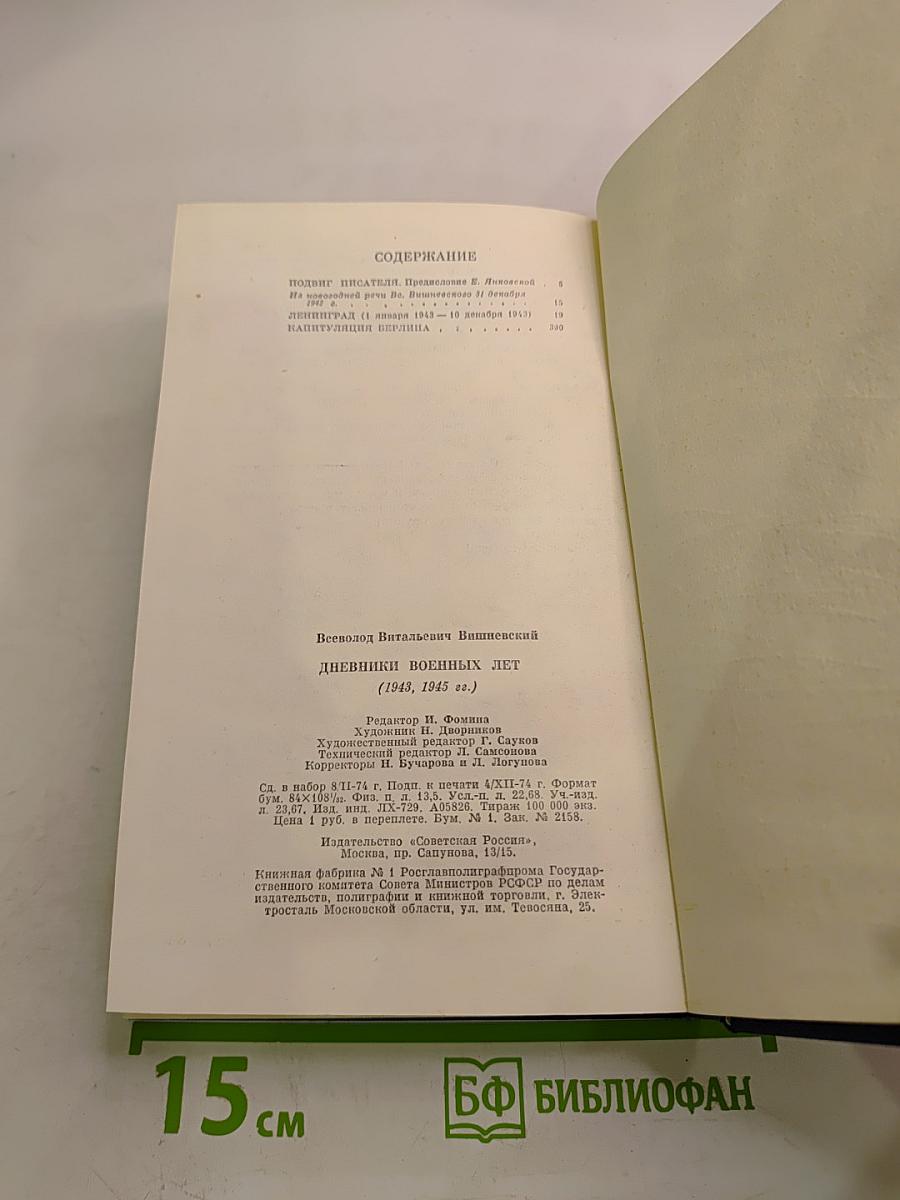 СОДЕРЖАНИЕ
ПОДВИГ ПИСАТЕЛЯ. Предисловие Е. Янковской . 5
Из новогодней речи Вс. Вишневского 31 декабря
1942 г. . . . . . . . . . . . . . . 15
ЛЕНИНГРАД (1 января 1943 — 10 декабря 1943) 19
КАПИТУЛЯЦИЯ БЕРЛИНА . . . . . . . 390
Всеволод Витальевич Вишневский
ДНЕВНИКИ ВОЕННЫХ ЛЕТ
(1943, 1945 гг.)
Редактор И. Фомина
Художник Н. Дворников
Художественный редактор Г. Сауков
Технический редактор Л. Самсонова
Корректоры Н. Бучарова и Л. Логунова
Сд. в набор 8/II-74 г. Подп. к печати 4/XII-74 г. Формат
бум. 84×108¹/₃₂. Физ. п. л. 13,5. Усл.-п. л. 22,68. Уч.-изд.
л. 23,67. Изд. инд. ЛХ-729. А05826. Тираж 100 000 экз.
Цена 1 руб. в переплете. Бум. № 1. Зак. № 2158.
Издательство «Советская Россия»,
Москва, пр. Сапунова, 13/15.
Книжная фабрика № 1 Росглавполиграфпрома Государ-
ственного комитета Совета Министров РСФСР по делам
издательств, полиграфии и книжной торговли, г. Элек-
тросталь Московской области, ул. им. Тевосяна, 25.
15 см
БФ БИБЛИОФАН